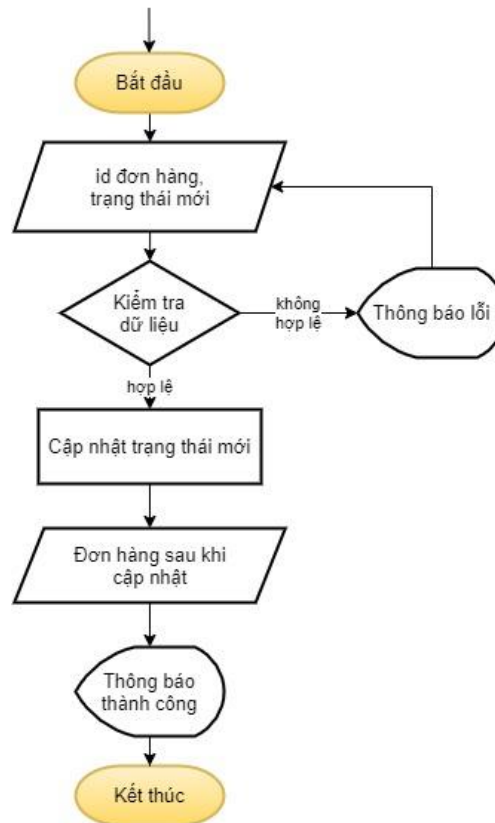 Bắt đầu
id đơn hàng,
trạng thái mới
Kiểm tra
dữ liệu
không
hợp lệ
Thông báo lỗi
hợp lệ
Cập nhật trạng thái mới
Đơn hàng sau khi
cập nhật
Thông báo
thành công
Kết thúc